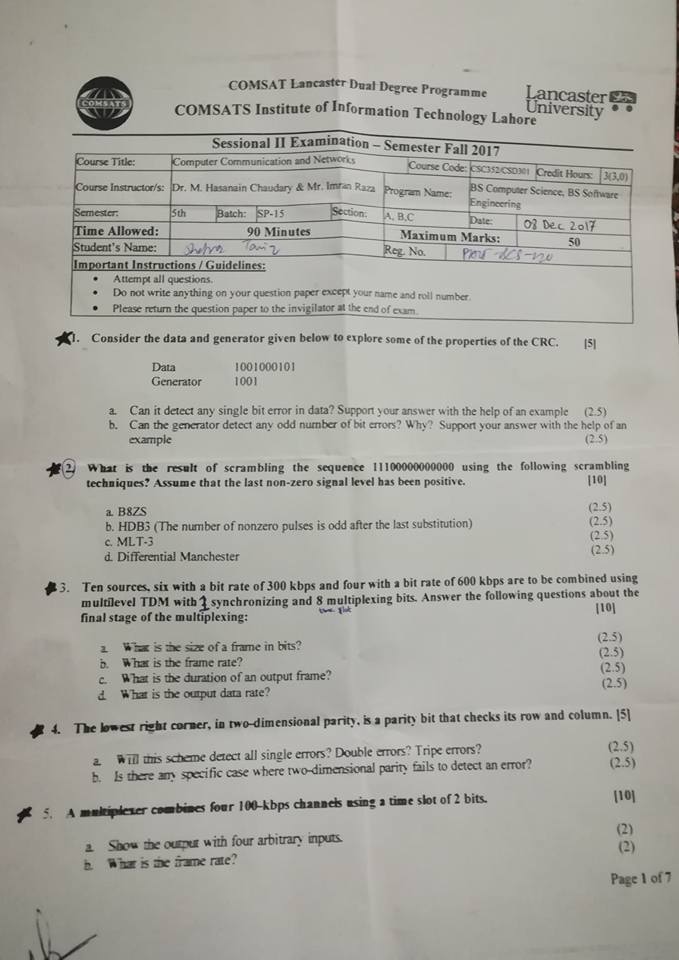 COMSATS
COMSAT Lancaster Dual Degree Programme
COMSATS Institute of Information Technology Lahore
Lancaster
University
Sessional II Examination – Semester Fall 2017
Course Title: Computer Communication and Networks Course Code: CSC352/CSD301 Credit Hours: 3(3,0)
Course Instructor/s: Dr. M. Hasanain Chaudary & Mr. Imran Raza Program Name: BS Computer Science, BS Software Engineering
Semester: 5th Batch: SP-15 Section: A, B,C Date: 08 Dec 2017
Time Allowed: 90 Minutes Maximum Marks: 50
Student's Name: Reg. No.
Important Instructions / Guidelines:
• Attempt all questions.
• Do not write anything on your question paper except your name and roll number.
• Please return the question paper to the invigilator at the end of exam.
1. Consider the data and generator given below to explore some of the properties of the CRC. [5]
Data 1001000101
Generator 1001
a. Can it detect any single bit error in data? Support your answer with the help of an example (2.5)
b. Can the generator detect any odd number of bit errors? Why? Support your answer with the help of an
example (2.5)
2. What is the result of scrambling the sequence 11100000000000 using the following scrambling
techniques? Assume that the last non-zero signal level has been positive. [10]
a. B8ZS (2.5)
b. HDB3 (The number of nonzero pulses is odd after the last substitution) (2.5)
c. MLT-3 (2.5)
d. Differential Manchester (2.5)
3. Ten sources, six with a bit rate of 300 kbps and four with a bit rate of 600 kbps are to be combined using
multilevel TDM with 1 synchronizing and 8 multiplexing bits. Answer the following questions about the
time slot
final stage of the multiplexing: [10]
a. What is the size of a frame in bits? (2.5)
b. What is the frame rate? (2.5)
c. What is the duration of an output frame? (2.5)
d. What is the output data rate? (2.5)
4. The lowest right corner, in two-dimensional parity, is a parity bit that checks its row and column. [5]
a. Will this scheme detect all single errors? Double errors? Tripe errors? (2.5)
b. Is there any specific case where two-dimensional parity fails to detect an error? (2.5)
5. A multiplexer combines four 100-kbps channels using a time slot of 2 bits. [10]
a. Show the output with four arbitrary inputs. (2)
b. What is the frame rate? (2)
Page 1 of 7